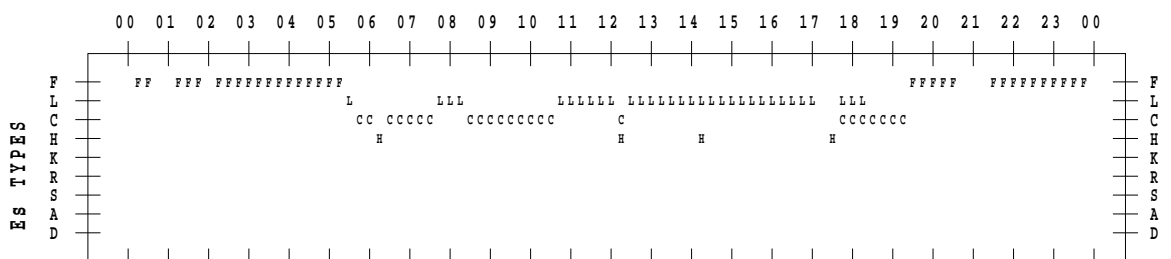 00 01 02 03 04 05 06 07 08 09 10 11 12 13 14 15 16 17 18 19 20 21 22 23 00
F FF FFF FFFFFFFFFFFFF FFFFF FFFFFFFFFF F
L L LLL LLLLLL LLLLLLLLLLLLLLLLLLL LLL L
C CC CCCCC CCCCCCCCC C CCCCCCC C
H H H H H H
K K
R R
S S
A A
D D
Es TYPES